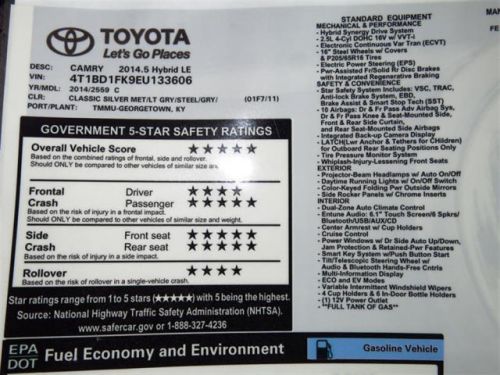 TOYOTA
Let's Go Places
DESC: CAMRY 2014.5 Hybrid LE
VIN: 4T1BD1FK9EU133606
YR/MDL: 2014/2559 C
CLR: CLASSIC SILVER MET/LT GRY/STEEL/GRY/ (01F7/11)
PORT/PLANT: TMMU-GEORGETOWN, KY
GOVERNMENT 5-STAR SAFETY RATINGS
Overall Vehicle Score ★★★★★
Based on the combined ratings of frontal, side and rollover.
Should ONLY be compared to other vehicles of similar size and weight.
Frontal Driver ★★★★
Crash Passenger ★★★★★
Based on the risk of injury in a frontal impact.
Should ONLY be compared to other vehicles of similar size and weight.
Side Front seat ★★★★★
Crash Rear seat ★★★★★
Based on the risk of injury in a side impact.
Rollover ★★★★
Based on the risk of rollover in a single-vehicle crash.
Star ratings range from 1 to 5 stars (★★★★★) with 5 being the highest.
Source: National Highway Traffic Safety Administration (NHTSA).
www.safercar.gov or 1-888-327-4236
EPA
DOT Fuel Economy and Environment
Gasoline Vehicle
STANDARD EQUIPMENT
MECHANICAL & PERFORMANCE
- Hybrid Synergy Drive System
- 2.5L 4-Cyl DOHC 16V w/ VVT-i
- Electronic Continuous Var Tran (ECVT)
- 16" Steel Wheels w/ Covers
& P205/65R16 Tires
- Electric Power Steering (EPS)
- Pwr-Assisted Fr/Solid Rr Disc Brakes
with Integrated Regenerative Braking
SAFETY
- Star Safety System Includes: VSC, TRAC,
Anti-lock Brake System, EBD,
Brake Assist & Smart Stop Tech (SST)
- 10 Airbags: Dr & Fr Pass Adv Airbag Sys,
Dr & Fr Pass Knee & Seat-Mounted Side,
Front & Rear Side Curtain,
and Rear Seat-Mounted Side Airbags
- Integrated Back-up Camera Display
- LATCH(Lwr Anchor & Tethers for Children)
for Outboard Rear Seating Positions Only
- Tire Pressure Monitor System
- Whiplash-Injury-Lessening Front Seats
EXTERIOR
- Projector-Beam Headlamps w/ Auto On/Off
- Daytime Running Lights w/ On/Off Switch
- Color-Keyed Folding Pwr Outside Mirrors
- Side Rocker Panels w/ Chrome Inserts
INTERIOR
- Dual-Zone Auto Climate Control
- Entune Audio: 6.1" Touch Screen/6 Spkrs/
Bluetooth/USB/AUX/CD
- Center Armrest w/ Cup Holders
- Cruise Control
- Power Windows w/ Dr Side Auto Up/Down,
Jam Protection & Retained-Pwr Features
- Smart Key System w/Push Button Start
- Tilt/Telescopic Steering Wheel w/
Audio & Bluetooth Hands-Free Cntrls
- Multi-Information Display
- ECO and EV Modes
- Variable Intermittent Windshield Wipers
- 4 Cup Holders & 6 In-Door Bottle Holders
- (1) 12V Power Outlet
- **FULL TANK OF GAS**